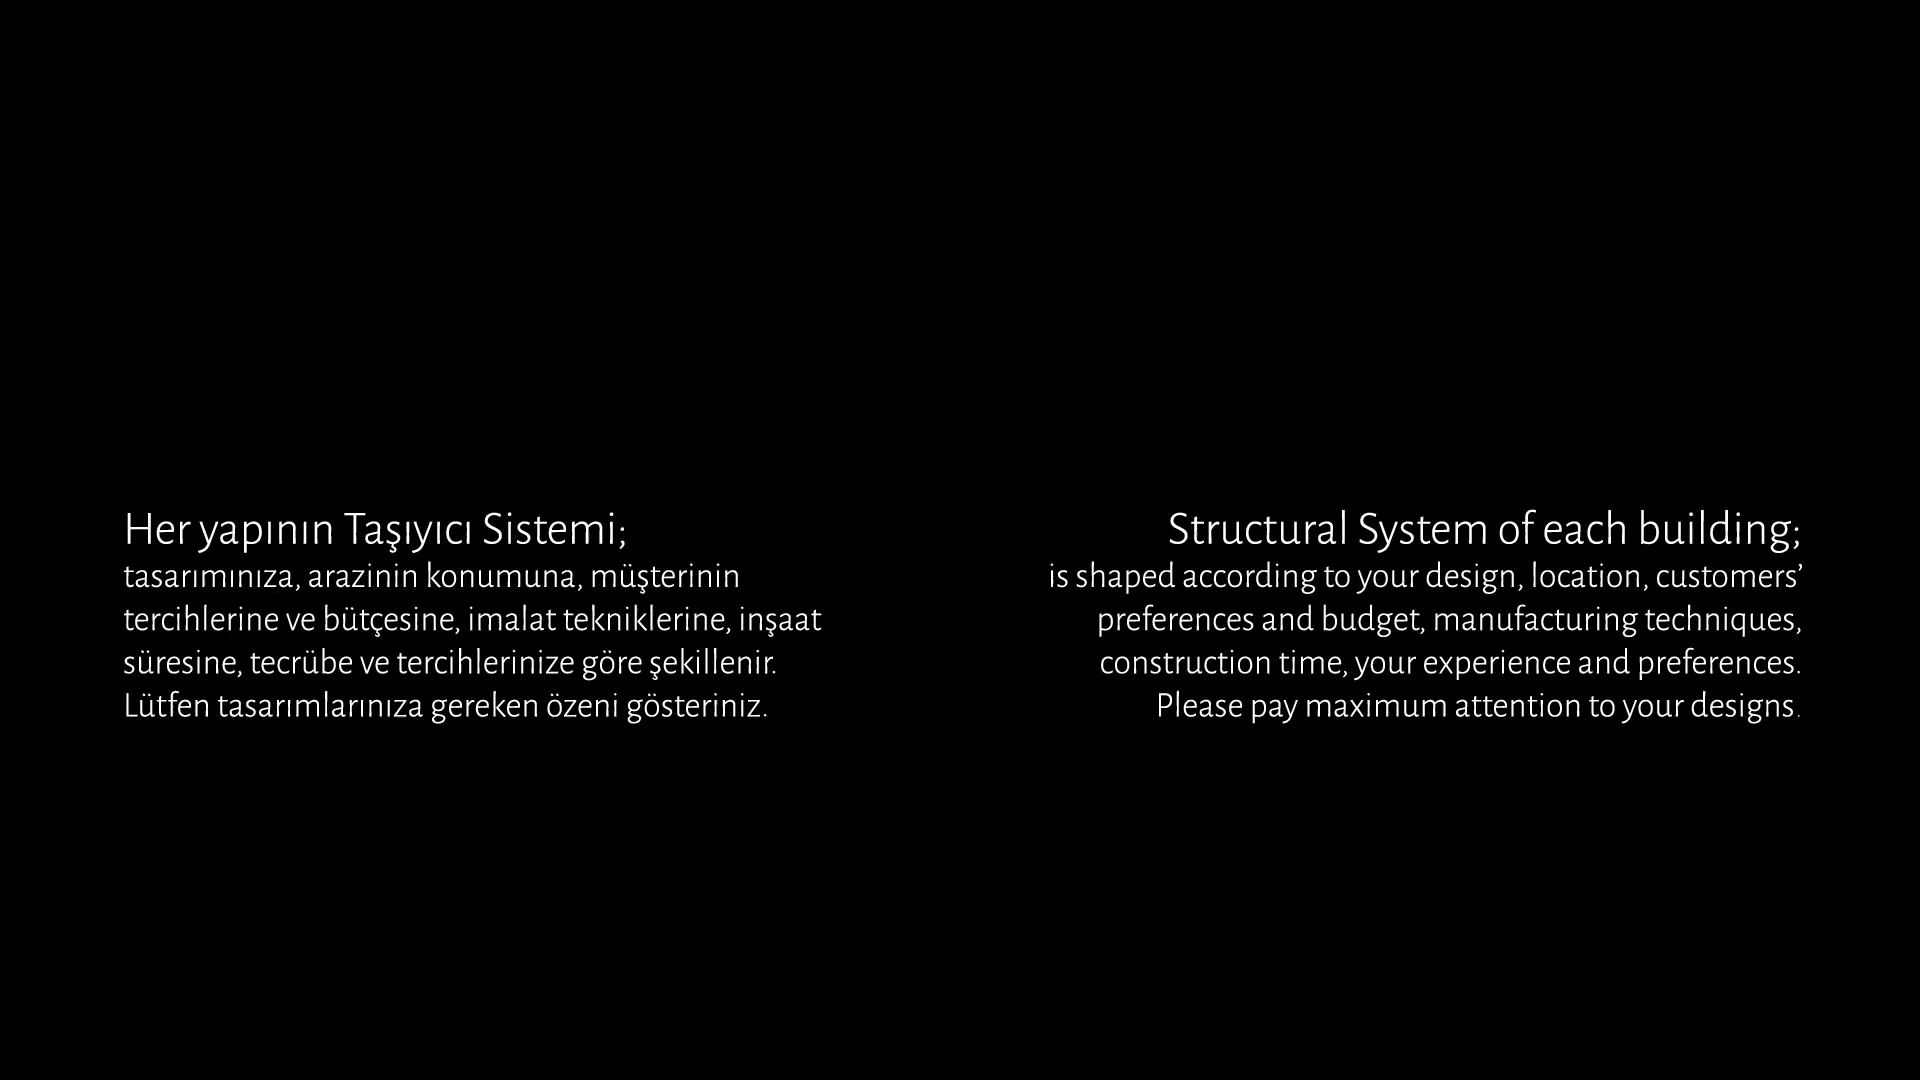 Her yapının Taşıyıcı Sistemi;
tasarımınıza, arazinin konumuna, müşterinin
tercihlerine ve bütçesine, imalat tekniklerine, inşaat
süresine, tecrübe ve tercihlerinize göre şekillenir.
Lütfen tasarımlarınıza gereken özeni gösteriniz.
Structural System of each building;
is shaped according to your design, location, customers’
preferences and budget, manufacturing techniques,
construction time, your experience and preferences.
Please pay maximum attention to your designs.